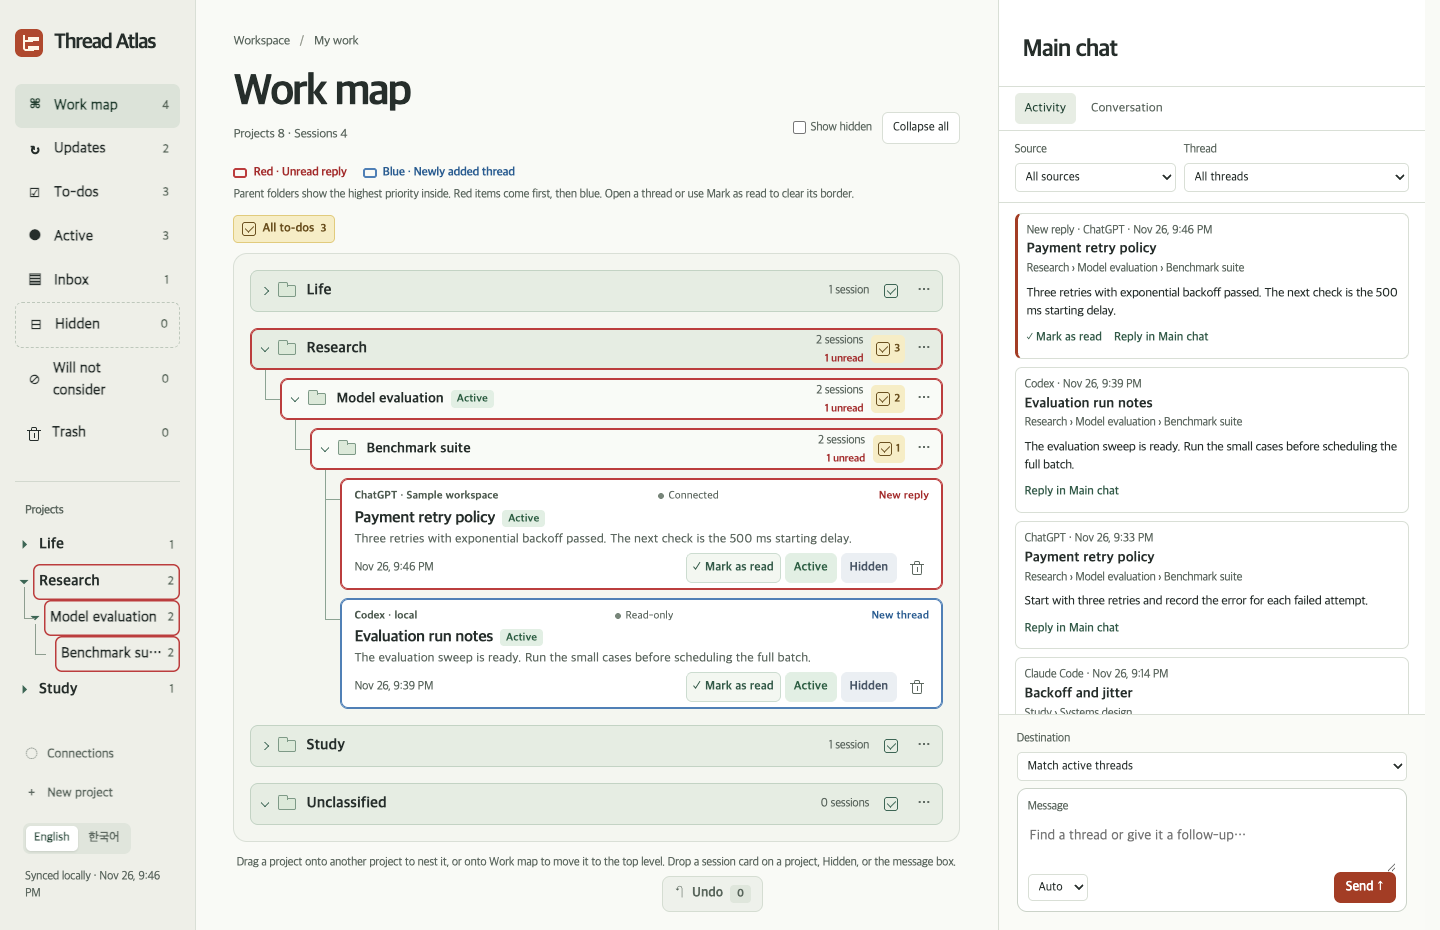 Thread Atlas
Work map 4
Updates 2
To-dos 3
Active 3
Inbox 1
Hidden 0
Will not
consider 0
Trash 0
Projects
Life 1
Research 2
Model evaluation 2
Benchmark su··· 2
Study 1
Connections
+ New project
English 한국어
Synced locally · Nov 26, 9:46
PM
Workspace / My work
Work map
Projects 8 · Sessions 4
Show hidden
Collapse all
Red · Unread reply
Blue · Newly added thread
Parent folders show the highest priority inside. Red items come first, then blue. Open a thread or use Mark as read to clear its border.
All to-dos 3
Life 1 session ···
Research 2 sessions
1 unread 3 ···
Model evaluation Active 2 sessions
1 unread 2 ···
Benchmark suite 2 sessions
1 unread 1 ···
ChatGPT · Sample workspace Connected New reply
Payment retry policy Active
Three retries with exponential backoff passed. The next check is the 500 ms starting delay.
Nov 26, 9:46 PM ✓ Mark as read Active Hidden
Codex · local Read-only New thread
Evaluation run notes Active
The evaluation sweep is ready. Run the small cases before scheduling the full batch.
Nov 26, 9:39 PM ✓ Mark as read Active Hidden
Study 1 session ···
Unclassified 0 sessions ···
Drag a project onto another project to nest it, or onto Work map to move it to the top level. Drop a session card on a project, Hidden, or the message box.
Undo 0
Main chat
Activity Conversation
Source Thread
All sources All threads
New reply · ChatGPT · Nov 26, 9:46 PM
Payment retry policy
Research › Model evaluation › Benchmark suite
Three retries with exponential backoff passed. The next check is the 500
ms starting delay.
✓ Mark as read Reply in Main chat
Codex · Nov 26, 9:39 PM
Evaluation run notes
Research › Model evaluation › Benchmark suite
The evaluation sweep is ready. Run the small cases before scheduling the
full batch.
Reply in Main chat
ChatGPT · Nov 26, 9:33 PM
Payment retry policy
Research › Model evaluation › Benchmark suite
Start with three retries and record the error for each failed attempt.
Reply in Main chat
Claude Code · Nov 26, 9:14 PM
Backoff and jitter
Study › Systems design
Destination
Match active threads
Message
Find a thread or give it a follow-up···
Auto
Send ↑